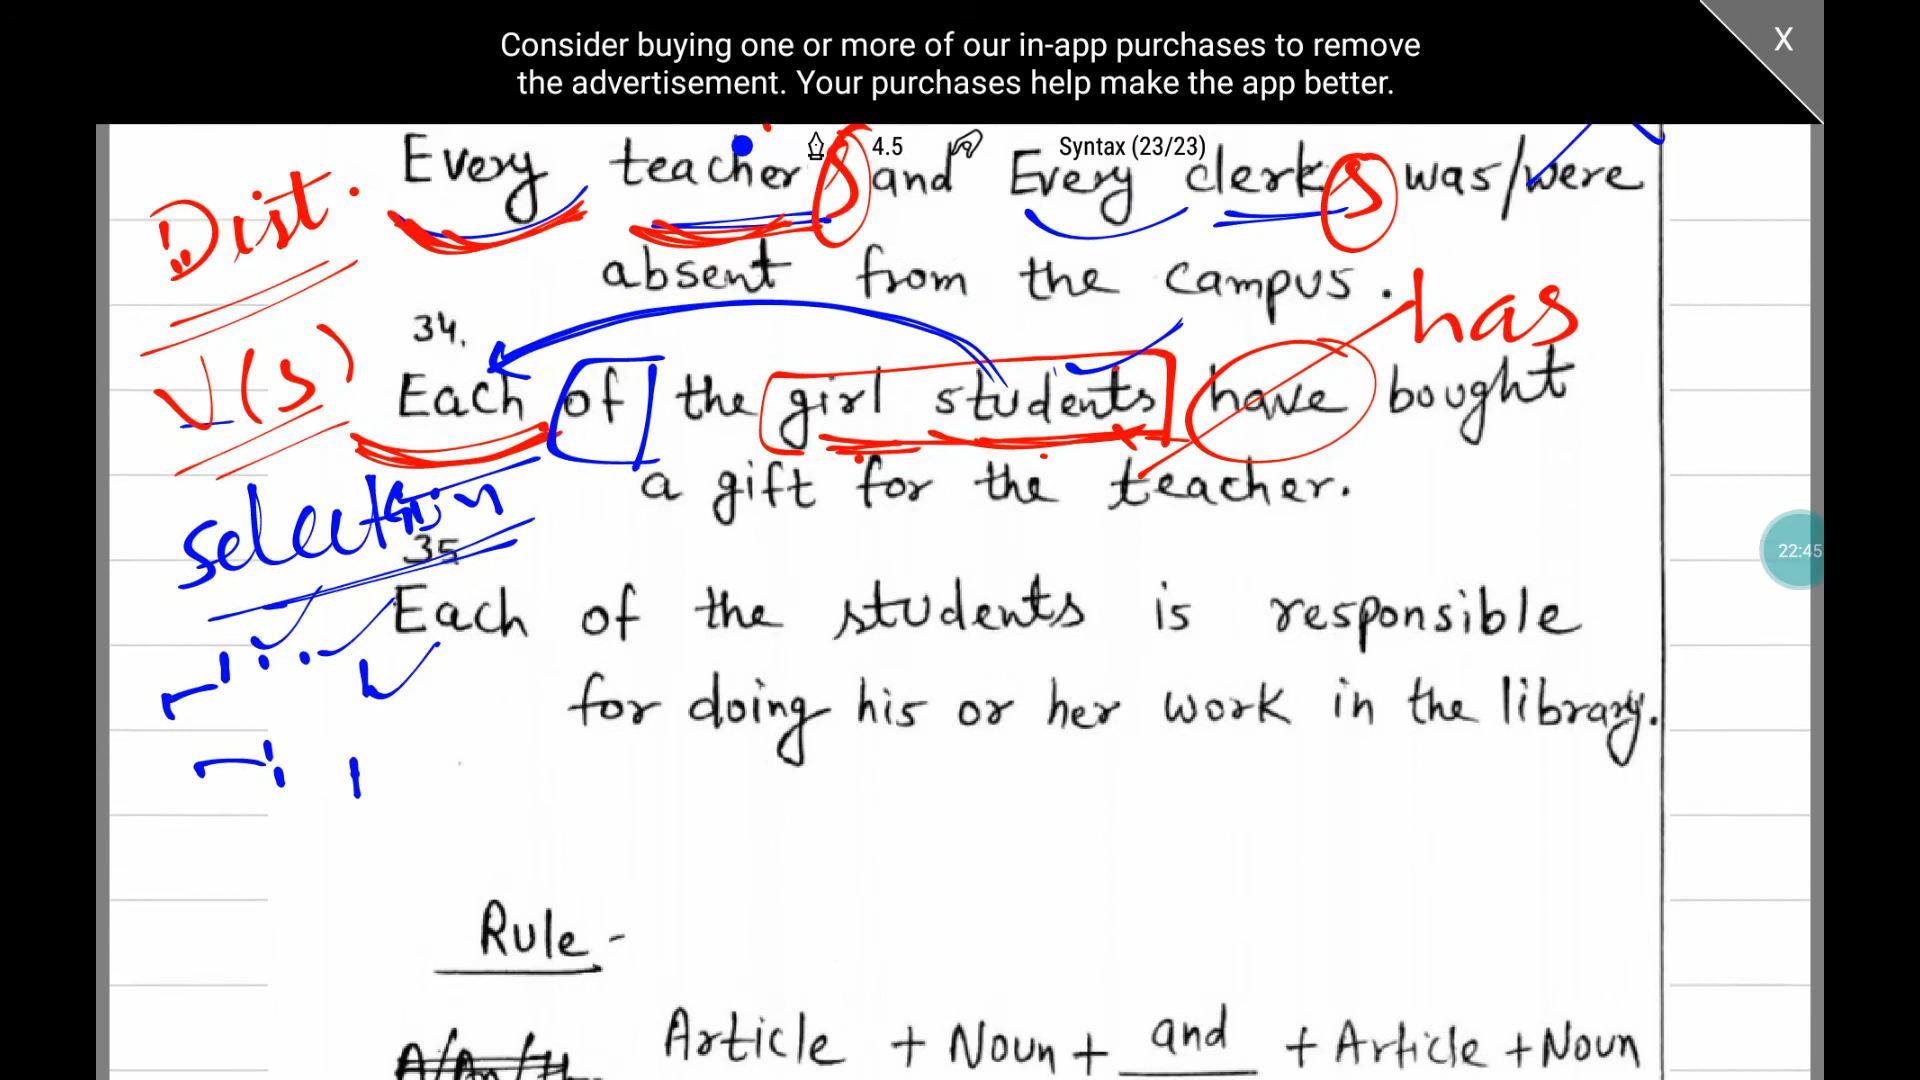 Consider buying one or more of our in-app purchases to remove
the advertisement. Your purchases help make the app better.
X
4.5 Syntax (23/23)
Every teachers and Every clerks was/were
Dist.
absent from the campus.
has
34.
V(s)
Each of the girl students have bought
a gift for the teacher.
selection
35
22:45
Each of the students is responsible
for doing his or her work in the library.
Rule -
Article + Noun + and + Article + Noun